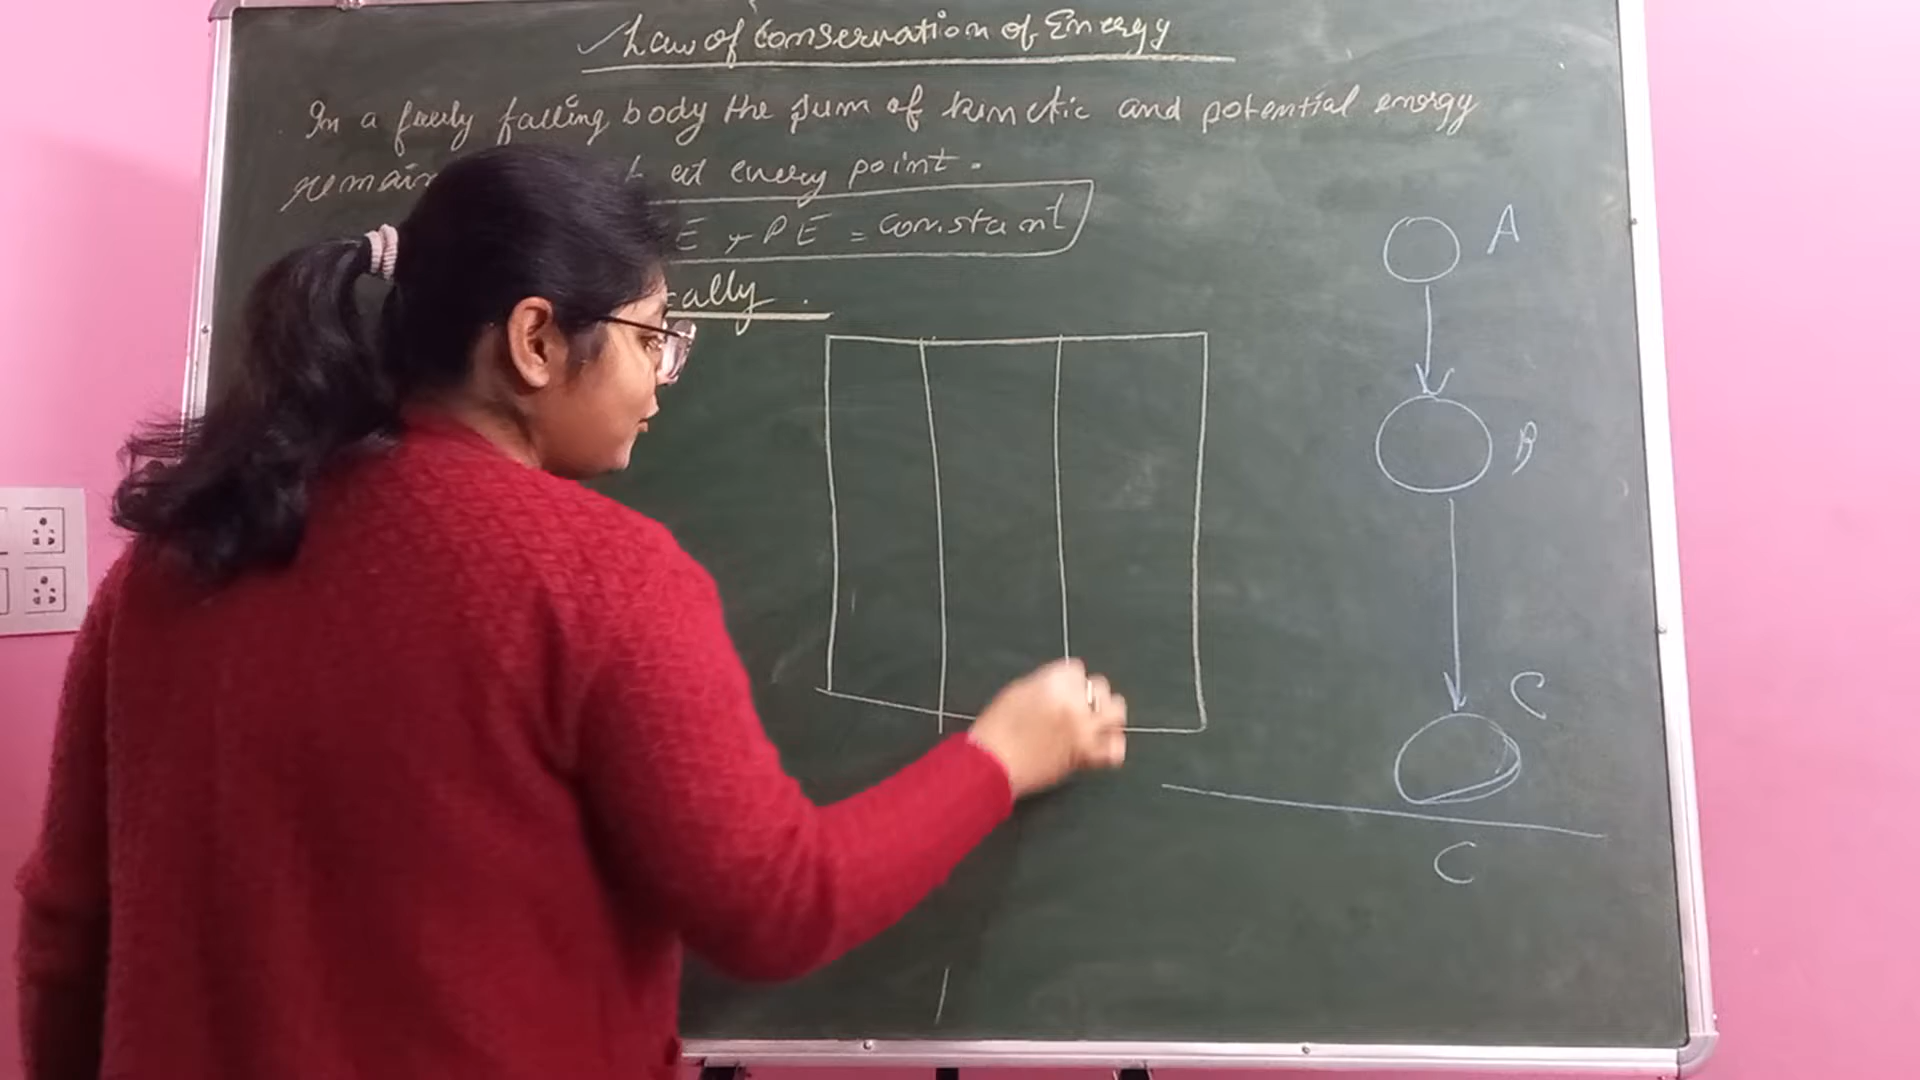 Law of Conservation of Energy
In a freely falling body the sum of kinetic and potential energy
remain at every point.
E + PE = constant
cally.
A
B
C
C